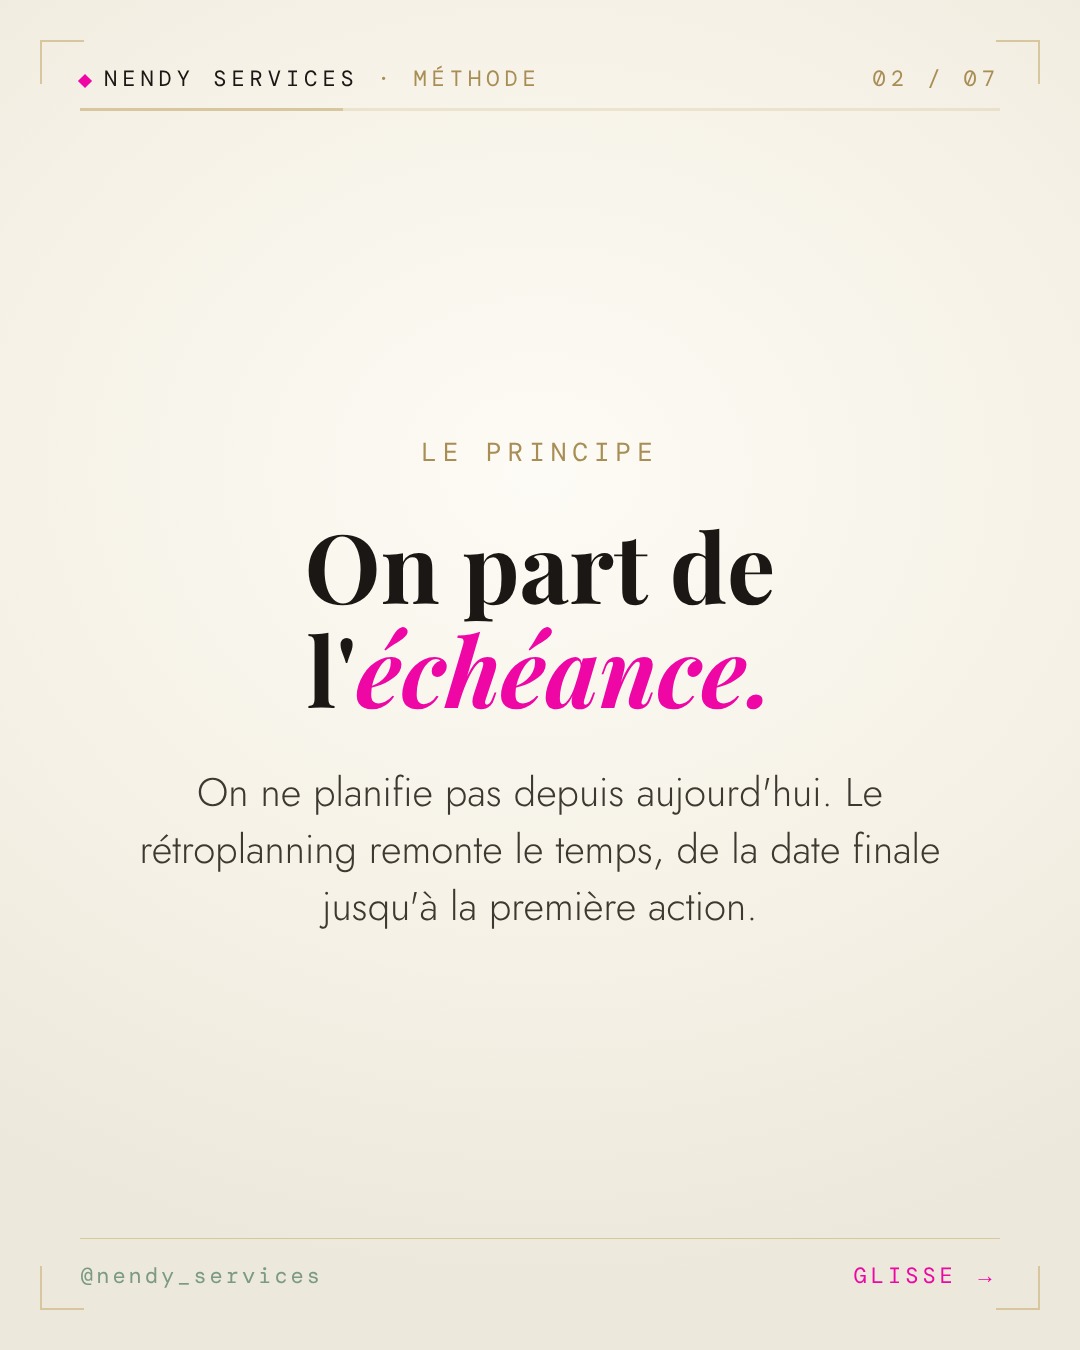 ◆ NENDY SERVICES · MÉTHODE
02 / 07
LE PRINCIPE
On part de
l'échéance.
On ne planifie pas depuis aujourd'hui. Le
rétroplanning remonte le temps, de la date finale
jusqu'à la première action.
@nendy_services
GLISSE →